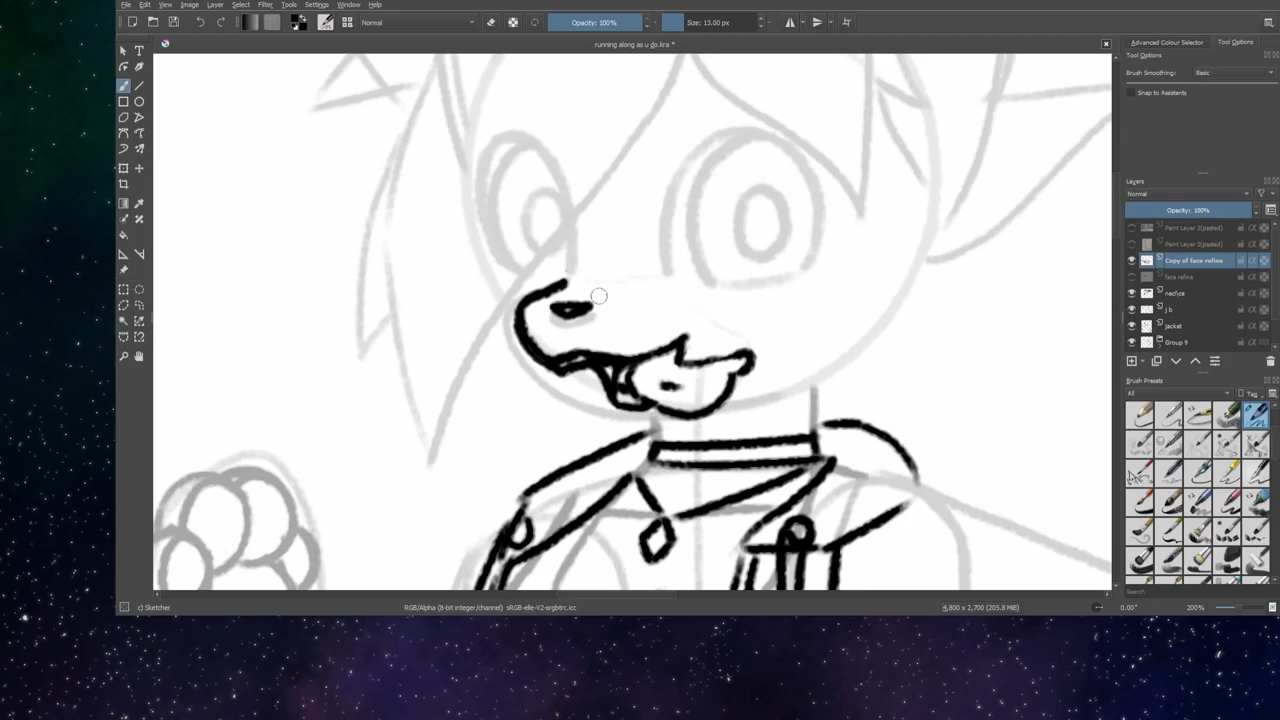 File Edit View Image Layer Select Filter Tools Settings Window Help
Normal Opacity: 100% Size: 13.00 px
running along as u do.kra *
Advanced Colour Selector Tool Options
Tool Options
Brush Smoothing: Basic
Snap to Assistants
Layers
Normal
Opacity: 100%
Paint Layer 2(pasted)
Paint Layer 2(pasted)
Copy of face refine
face refine
j b
jacket
Group 9
Brush Presets
All Tag
Search
c) Sketcher RGB/Alpha (8-bit integer/channel) sRGB-elle-V2-srgbtrc.icc 4,800 x 2,700 (205.8 MiB) 0.00° 200%